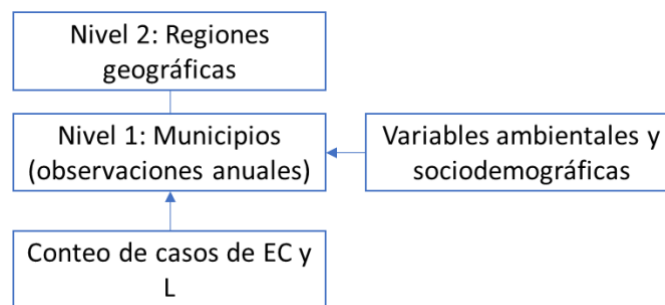 Nivel 2: Regiones
geográficas
Nivel 1: Municipios
(observaciones anuales)
Variables ambientales y
sociodemográficas
Conteo de casos de EC y
L